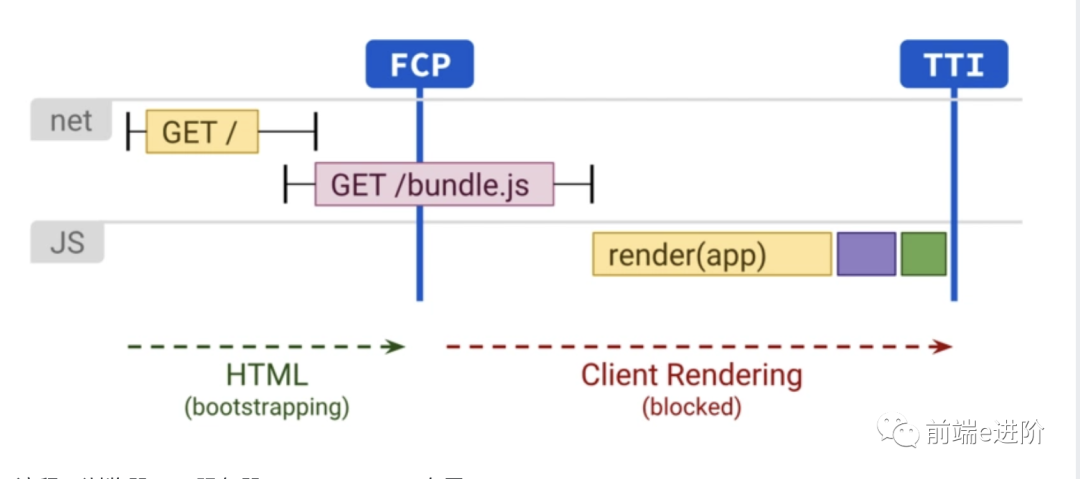 FCP
TTI
net
GET /
GET /bundle.js
JS
render(app)
HTML
(bootstrapping)
Client Rendering
(blocked)
前端e进阶